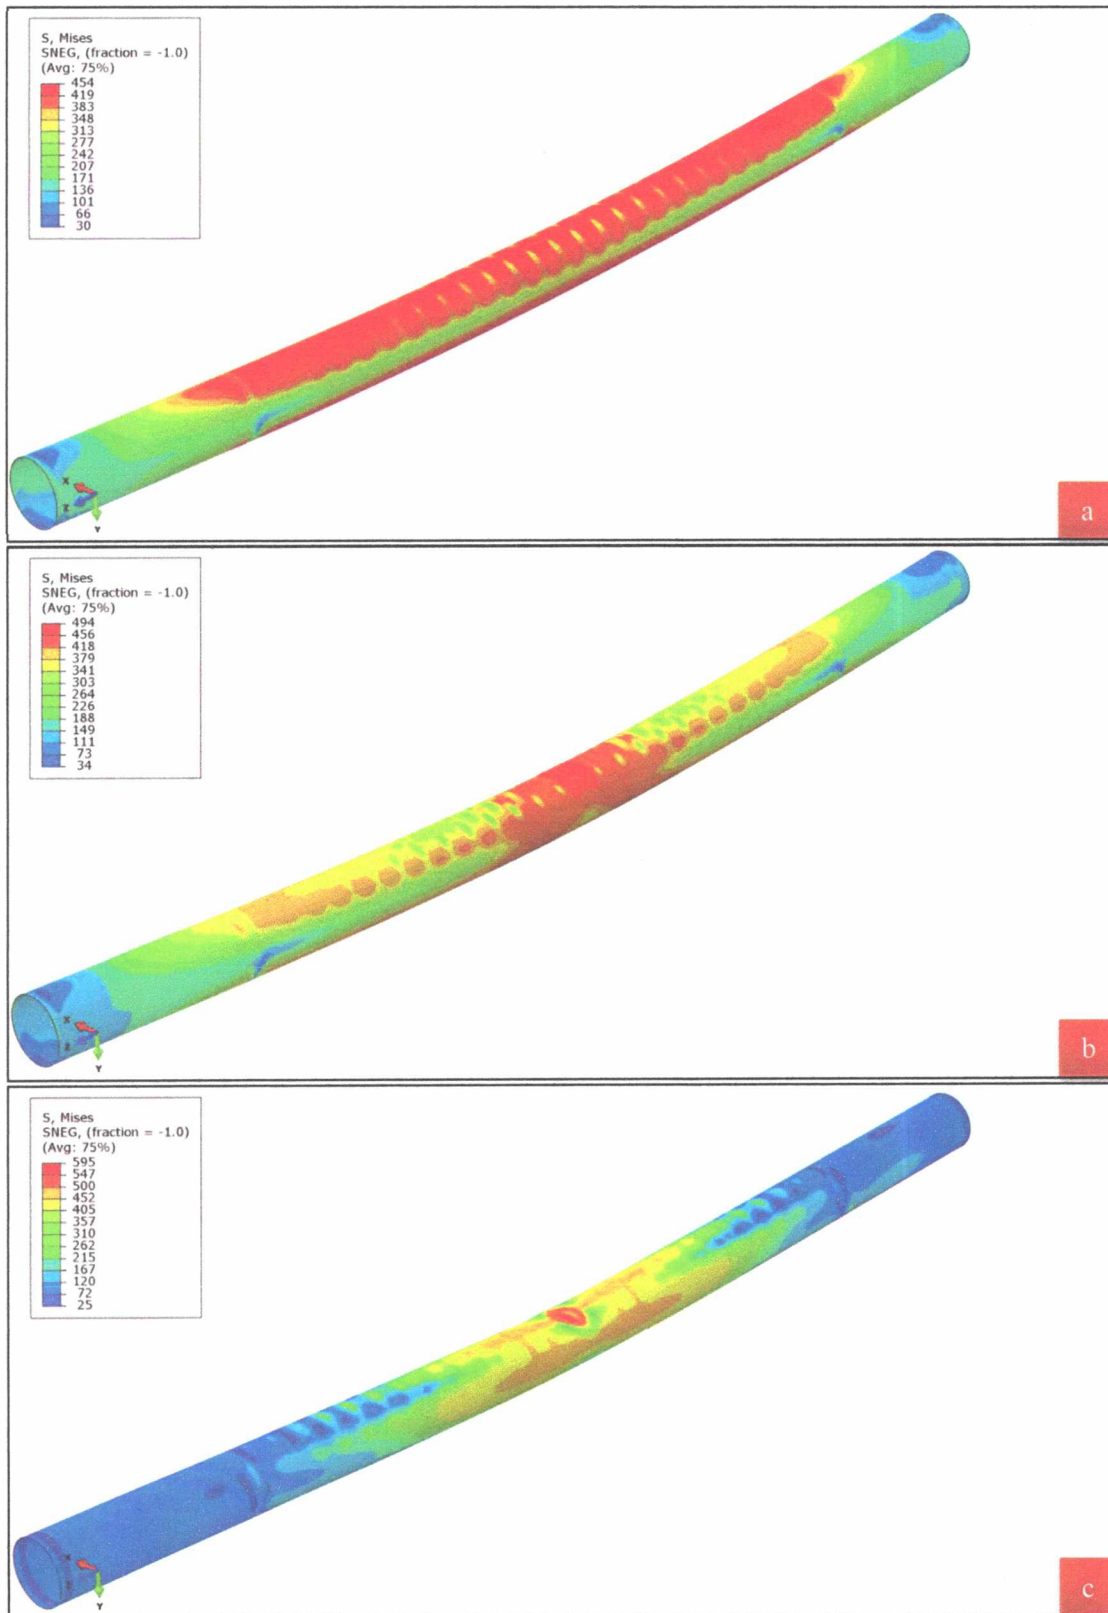 S, Mises
SNEG, (fraction = -1.0)
(Avg: 75%)
454
419
383
348
313
277
242
207
171
136
101
66
30
X
Z
Y
a
S, Mises
SNEG, (fraction = -1.0)
(Avg: 75%)
494
456
418
379
341
303
264
226
188
149
111
73
34
X
Z
Y
b
S, Mises
SNEG, (fraction = -1.0)
(Avg: 75%)
595
547
500
452
405
357
310
262
215
167
120
72
25
X
Z
Y
c